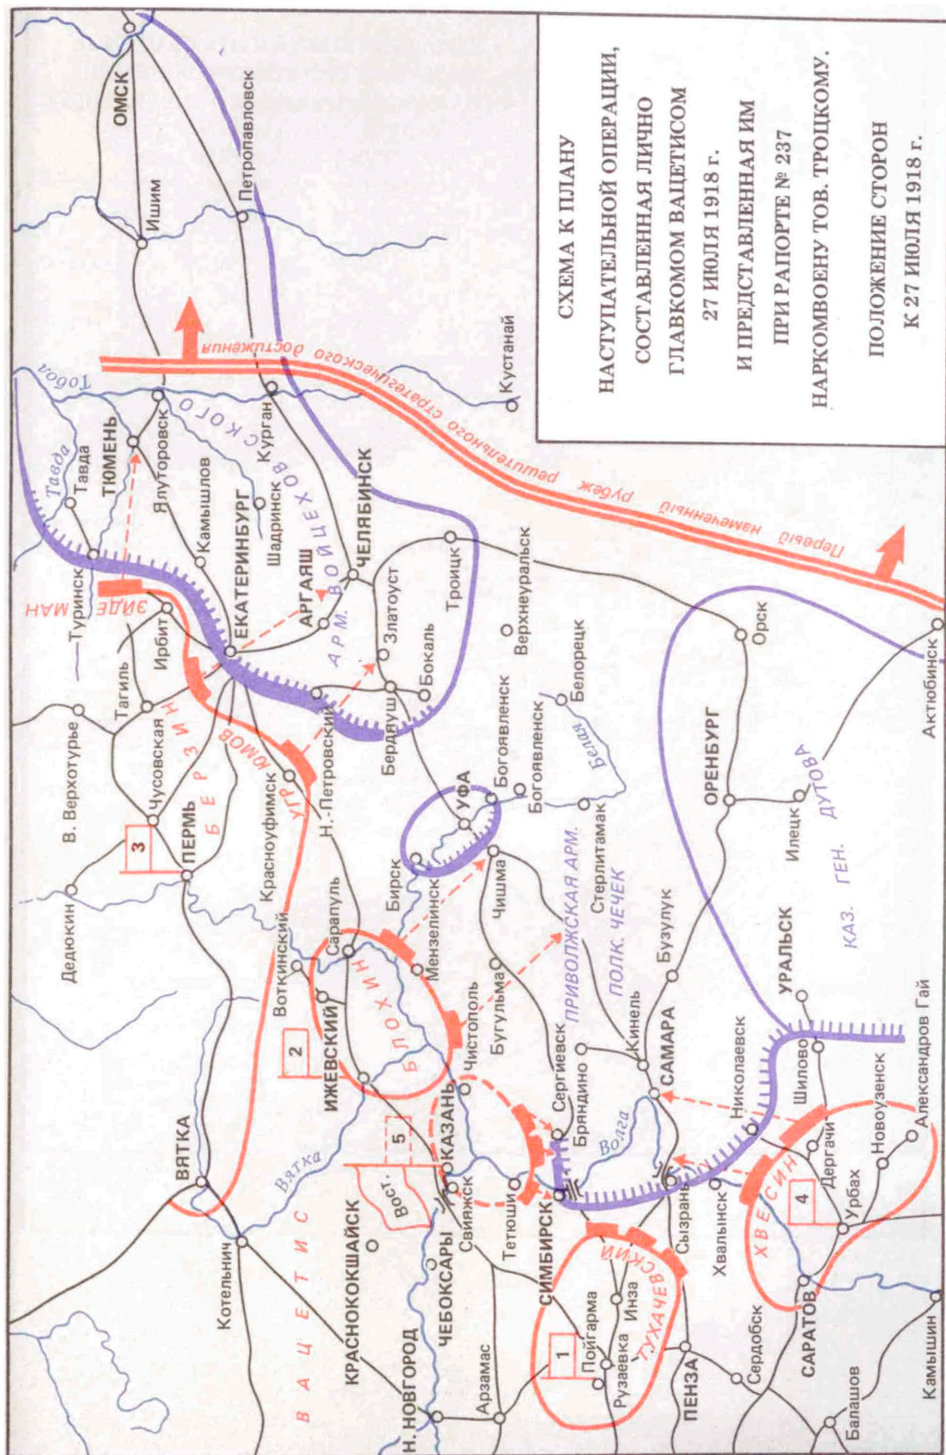 СХЕМА К ПЛАНУ
НАСТУПАТЕЛЬНОЙ ОПЕРАЦИИ,
СОСТАВЛЕННАЯ ЛИЧНО
ГЛАВКОМОМ ВАЦЕТИСОМ
27 ИЮЛЯ 1918 г.
И ПРЕДСТАВЛЕННАЯ ИМ
ПРИ РАПОРТЕ № 237
НАРКОМВОЕНУ ТОВ. ТРОЦКОМУ.
ПОЛОЖЕНИЕ СТОРОН
К 27 ИЮЛЯ 1918 г.
ВАЦЕТИС
Котельнич
ВЯТКА
Вятка
Дедюкин
В. Верхотурье
Туринск
Тавда
Тавда
Тобол
ОМСК
Ишим
Петропавловск
3
Чусовская
Тагиль
ПЕРМЬ
БЕРЗИН
Ирбит
ЭЙДЕ
МАН
ТЮМЕНЬ
Ялуторовск
Камышлов
ЕКАТЕРИНБУРГ
Шадринск
Курган
АРГАЯШ
ЧЕЛЯБИНСК
АРМ. ВОЙЦЕХОВСКОГО
Красноуфимск
УГРЮМОВ
Н.-Петровский
Златоуст
Бердяуш
Бокаль
Троицк
Верхнеуральск
Белорецк
Кустанай
Первый намеченный рубеж решительного стратегического достижения
Воткинский
Сарапуль
2
ИЖЕВСКИЙ
БЛОХИН
Бирск
УФА
Мензелинск
Чишма
Богоявленск
Богоявленск
Белая
Стерлитамак
Чистополь
Бугульма
ПРИВОЛЖСКАЯ АРМ.
ПОЛК. ЧЕЧЕК
КРАСНОКОКШАЙСК
5
Вост.
КАЗАНЬ
Свияжск
ЧЕБОКСАРЫ
Тетюши
Н. НОВГОРОД
Арзамас
СИМБИРСК
Сергиевск
Бряндино
Волга
Кинель
САМАРА
Бузулук
ОРЕНБУРГ
Орск
Илецк
Актюбинск
КАЗ. ГЕН. ДУТОВА
1
Пойгарма
Рузаевка
Инза
ТУХАЧЕВСКИЙ
ПЕНЗА
Сызрань
Хвалынск
Николаевск
УРАЛЬСК
Шилово
ХВЕСИН
4
Дергачи
Урбах
Новоузенск
Александров Гай
Сердобск
САРАТОВ
Балашов
Камышин